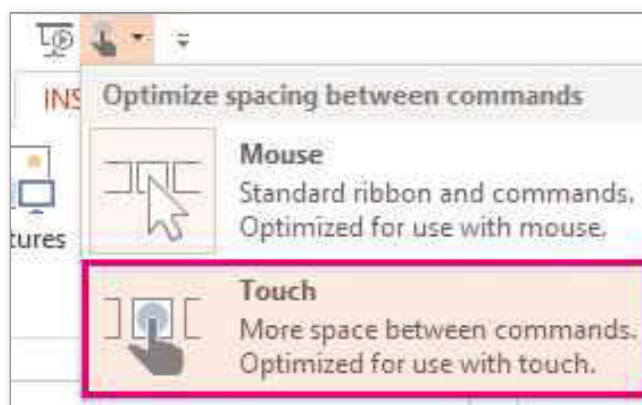 INS
Optimize spacing between commands
Mouse
Standard ribbon and commands.
Optimized for use with mouse.
tures
Touch
More space between commands.
Optimized for use with touch.